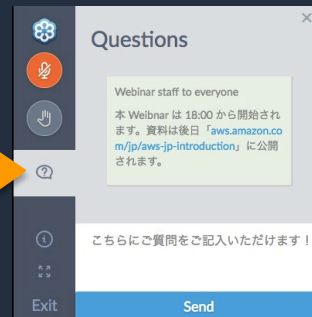 Questions
Webinar staff to everyone
本 Weibnar は 18:00 から開始され
ます。資料は後日「aws.amazon.co
m/jp/aws-jp-introduction」に公開
されます。
こちらにご質問をご記入いただけます！
Exit
Send